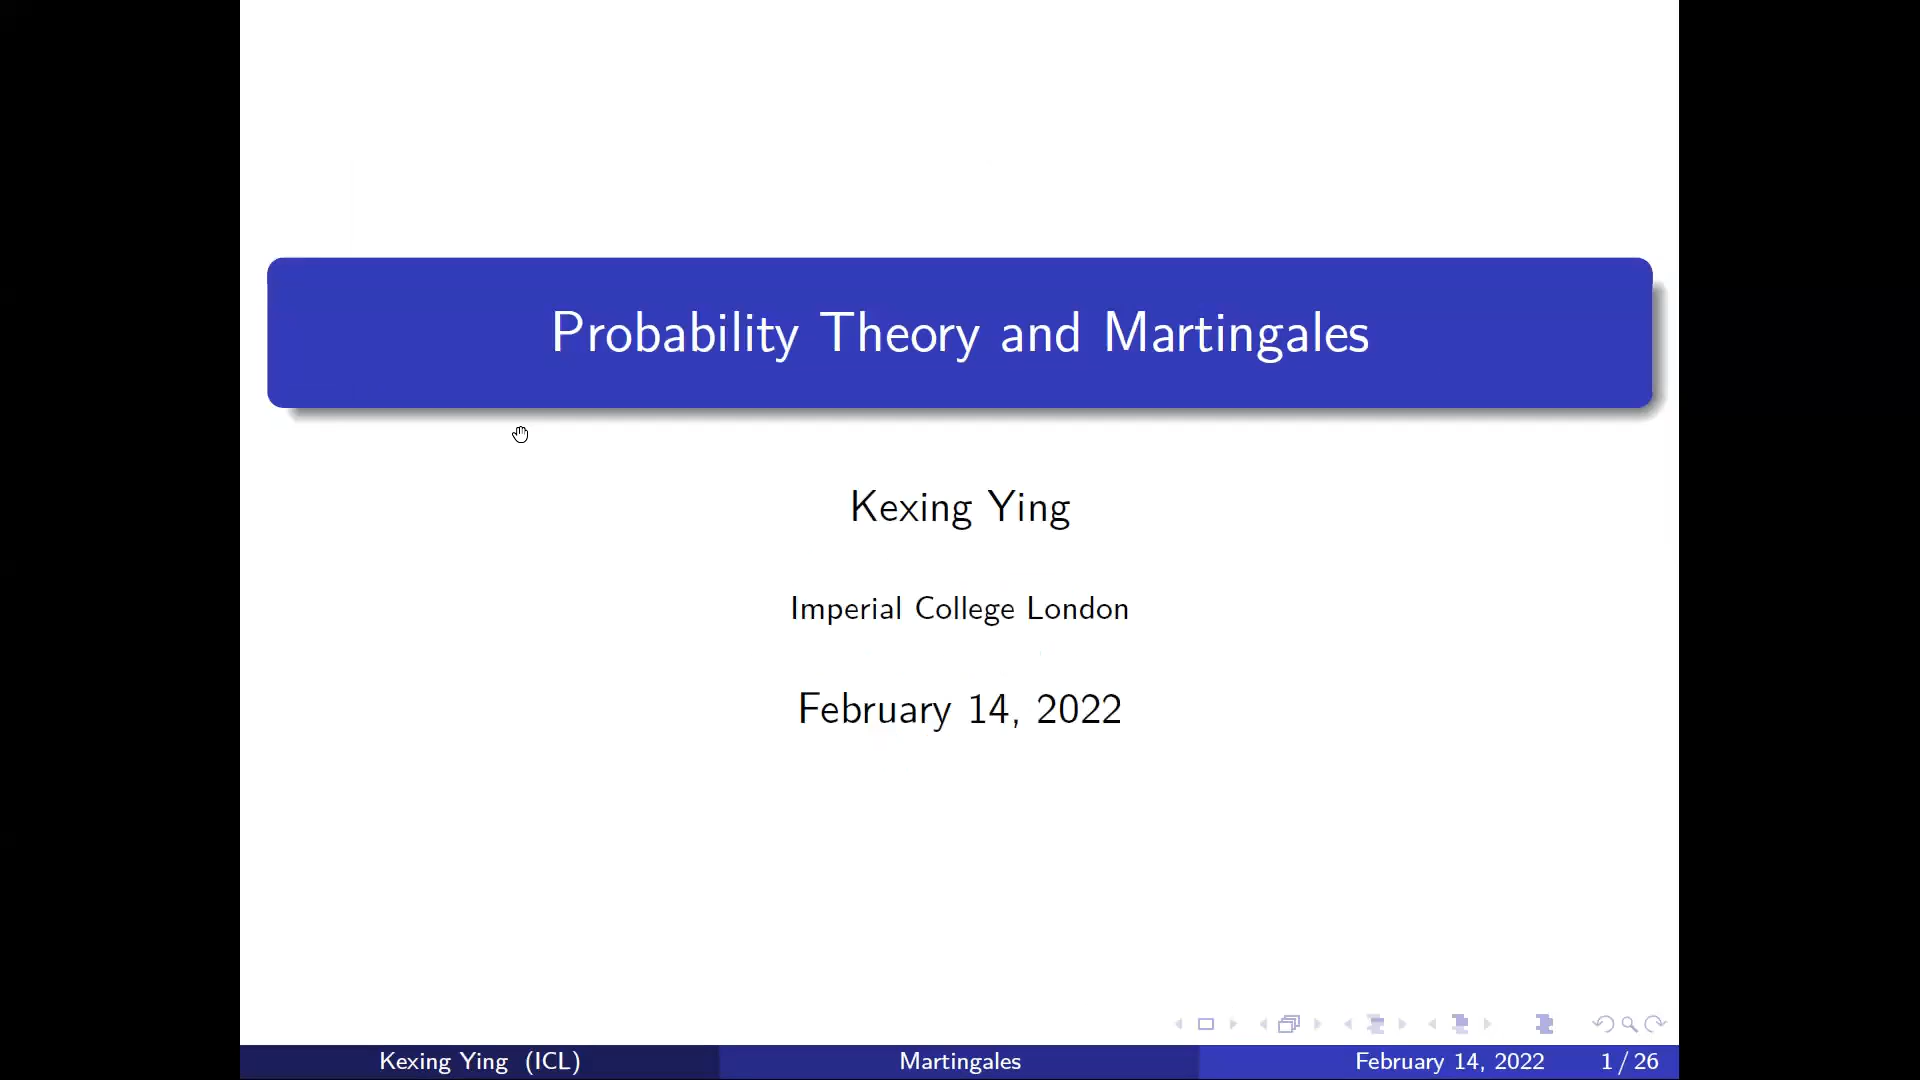 Probability Theory and Martingales
Kexing Ying
Imperial College London
February 14, 2022
Kexing Ying (ICL)
Martingales
February 14, 2022
1 / 26